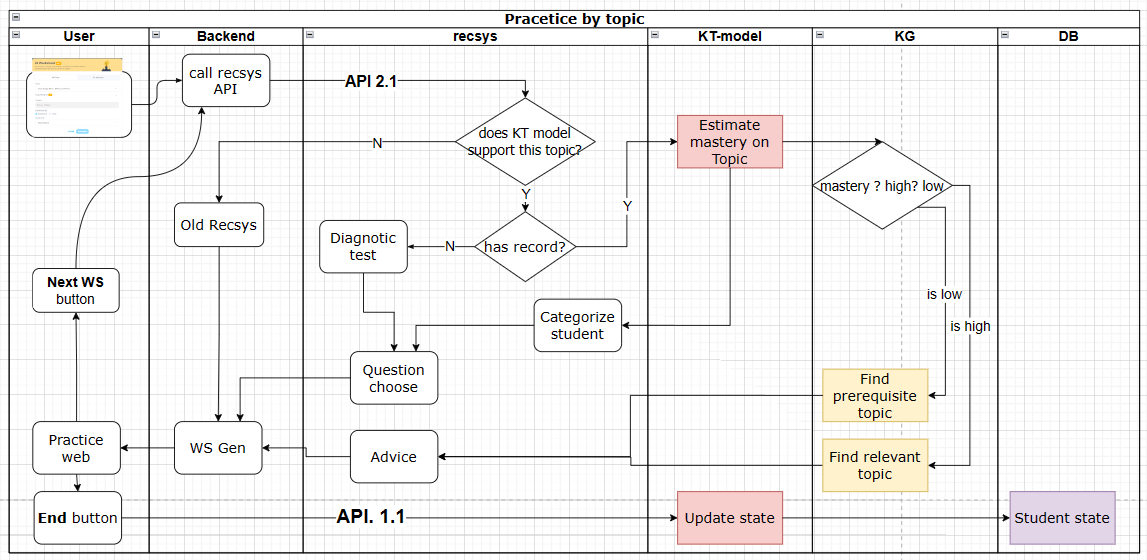 Pracetice by topic
User
Backend
recsys
KT-model
KG
DB
call recsys
API
API 2.1
does KT model
support this topic?
N
Y
Estimate
mastery on
Topic
mastery ? high? low
Old Recsys
Y
Diagnotic
test
N
has record?
Next WS
button
is low
Categorize
student
is high
Question
choose
Find
prerequisite
topic
Practice
web
WS Gen
Advice
Find relevant
topic
End button
API. 1.1
Update state
Student state